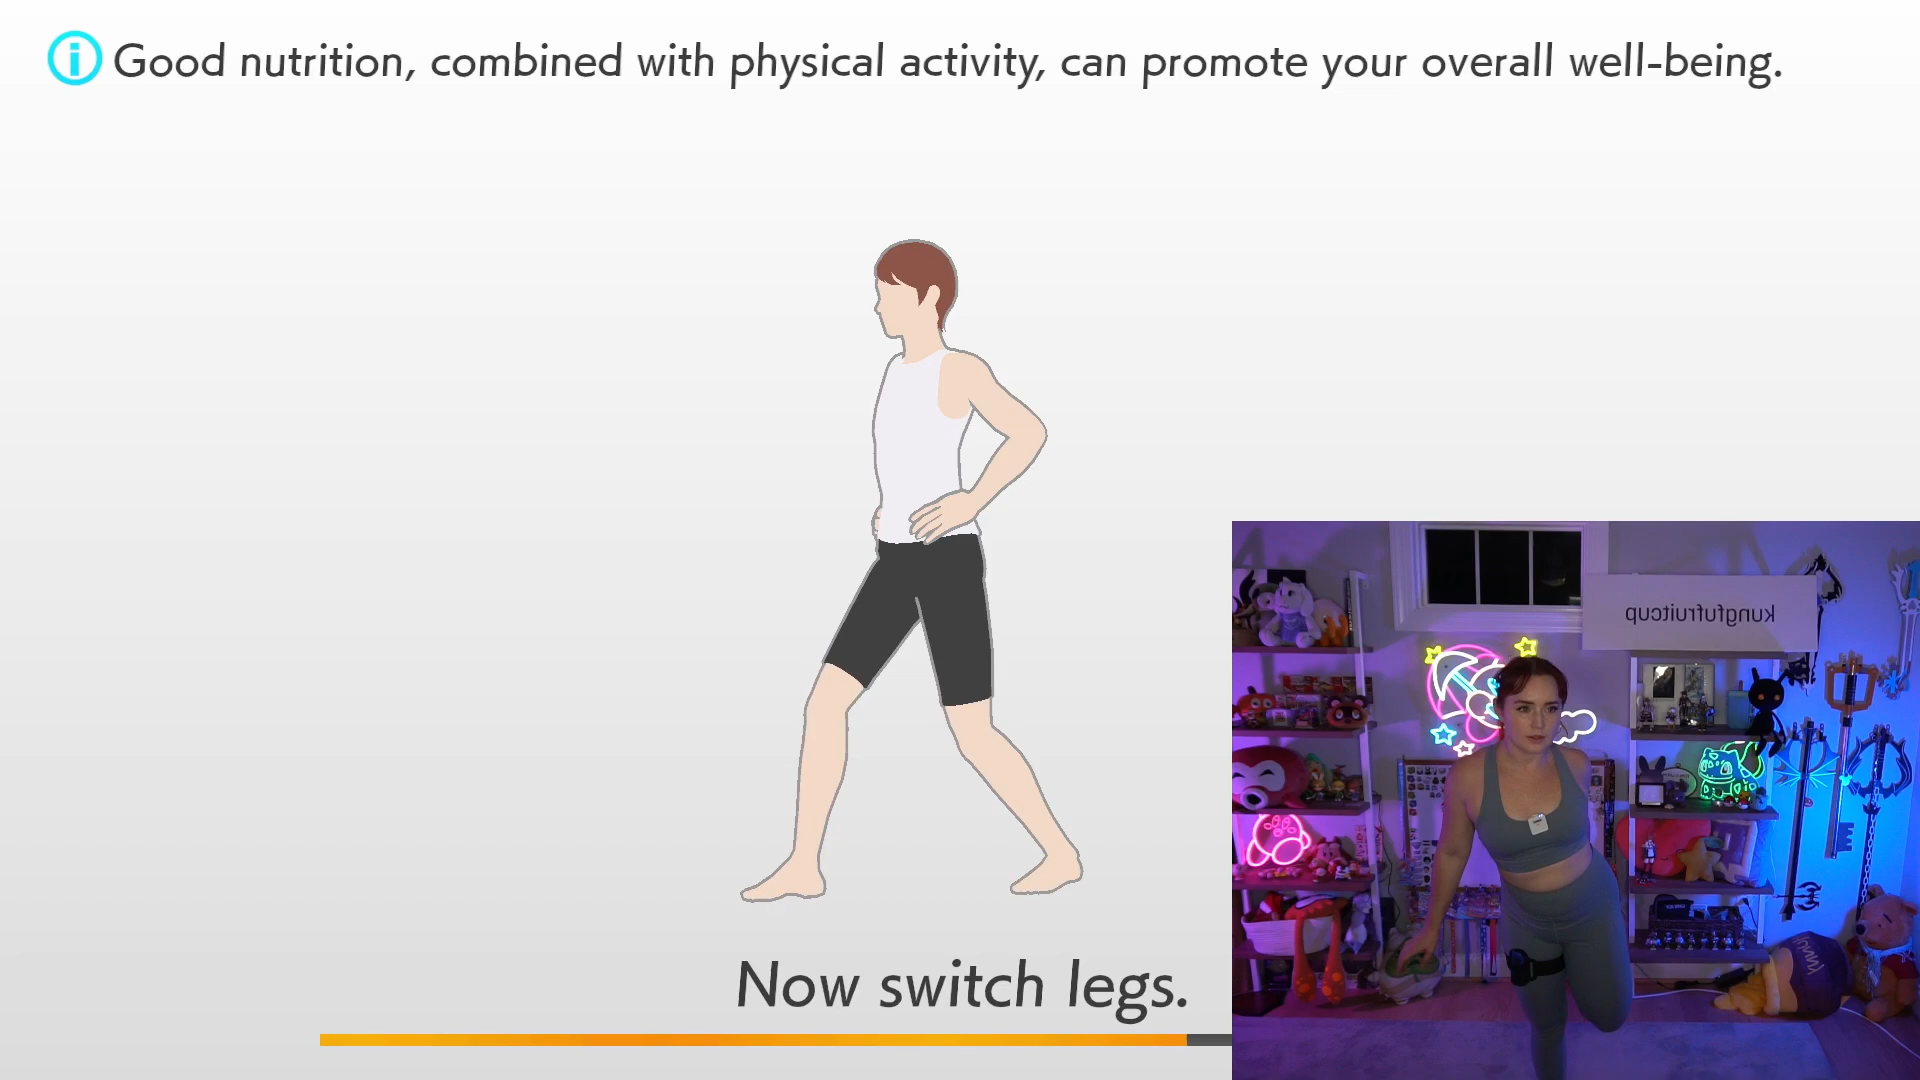 Good nutrition, combined with physical activity, can promote your overall well-being.
kungfufruitcup
Now switch legs.